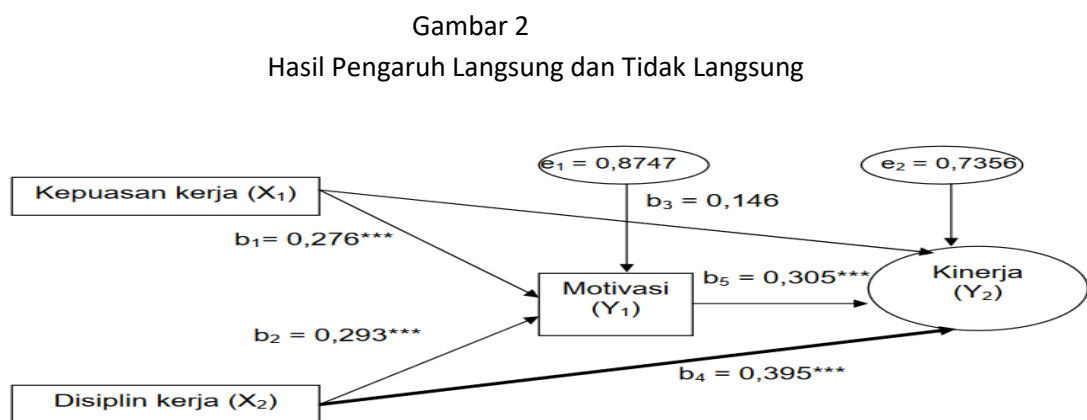 Gambar 2
Hasil Pengaruh Langsung dan Tidak Langsung
e₁ = 0,8747
e₂ = 0,7356
Kepuasan kerja (X₁)
b₃ = 0,146
b₁= 0,276***
Motivasi
(Y₁)
b₅ = 0,305***
Kinerja
(Y₂)
b₂ = 0,293***
b₄ = 0,395***
Disiplin kerja (X₂)